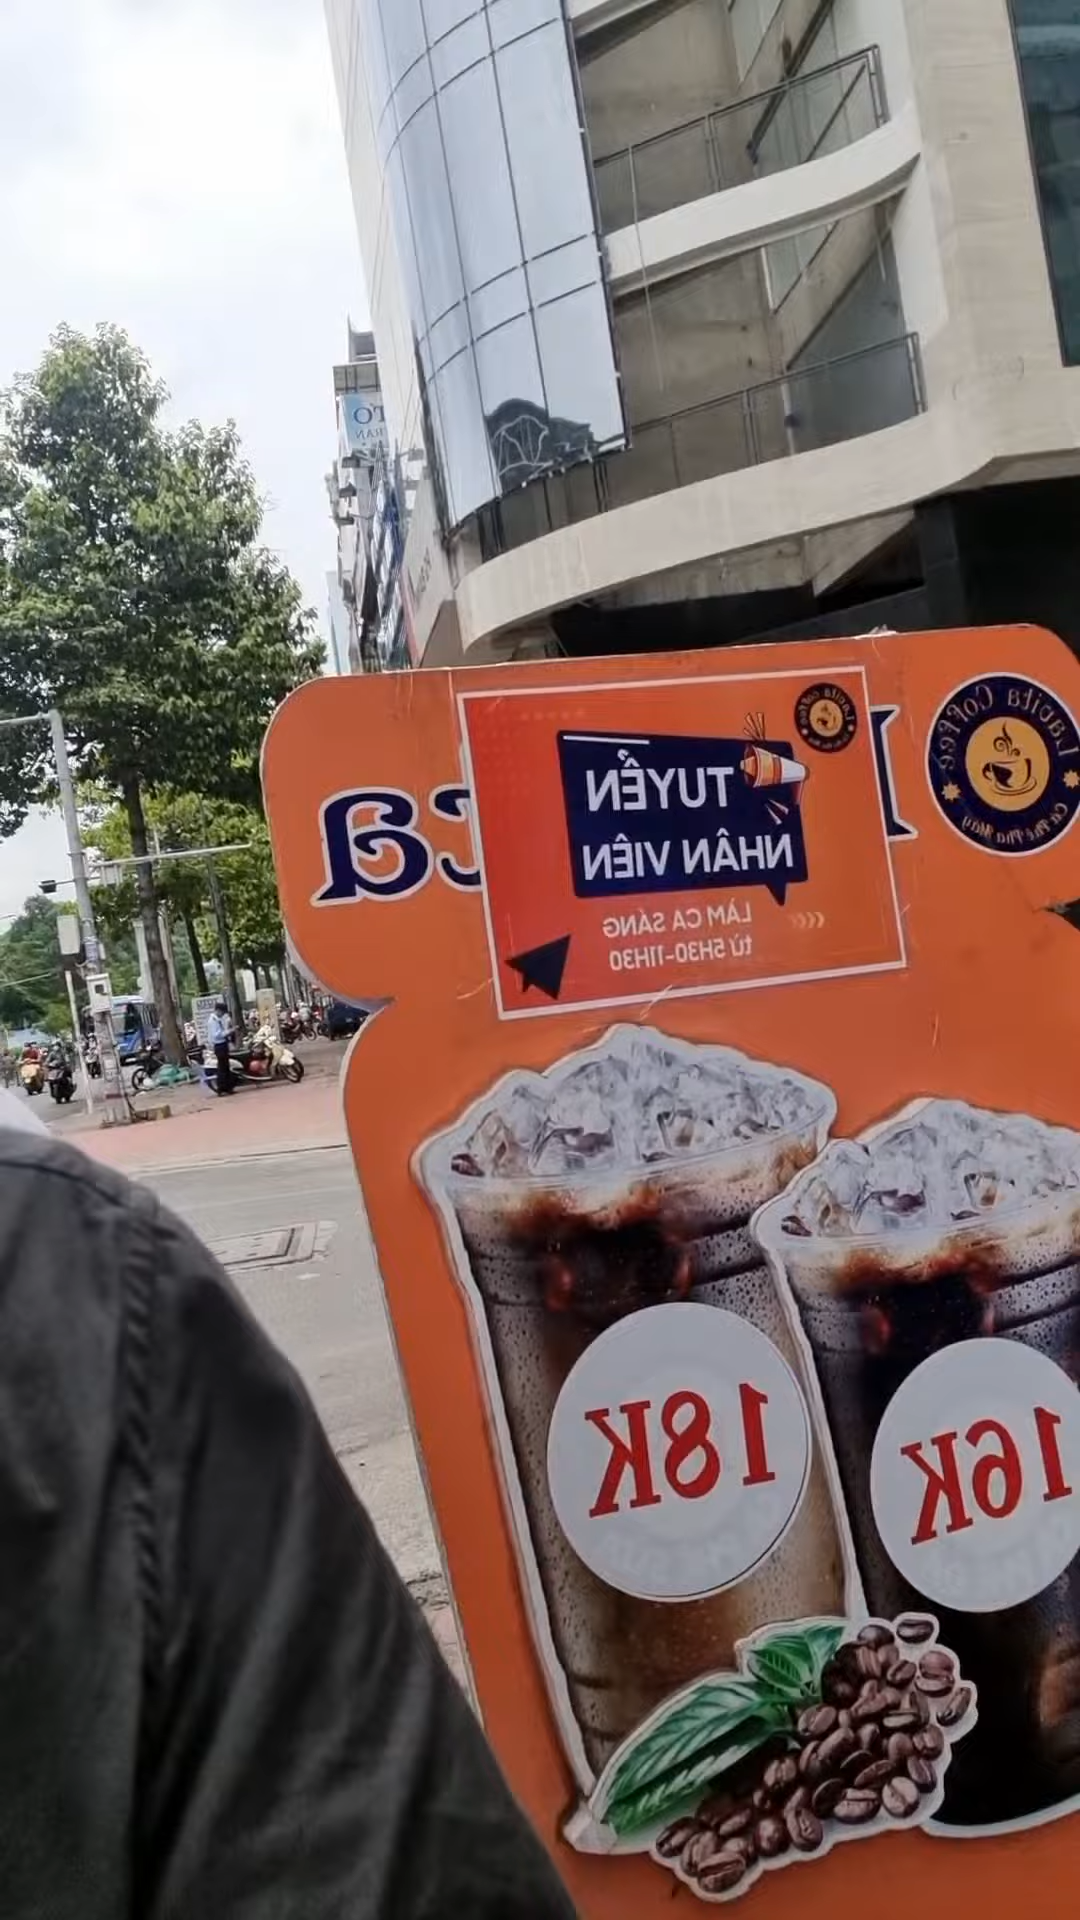 TUYỂN
NHÂN VIÊN
LÀM CA SÁNG
từ 5H30-11H30
Lavita Coffee
Cà Phê Pha Máy
18K
16K